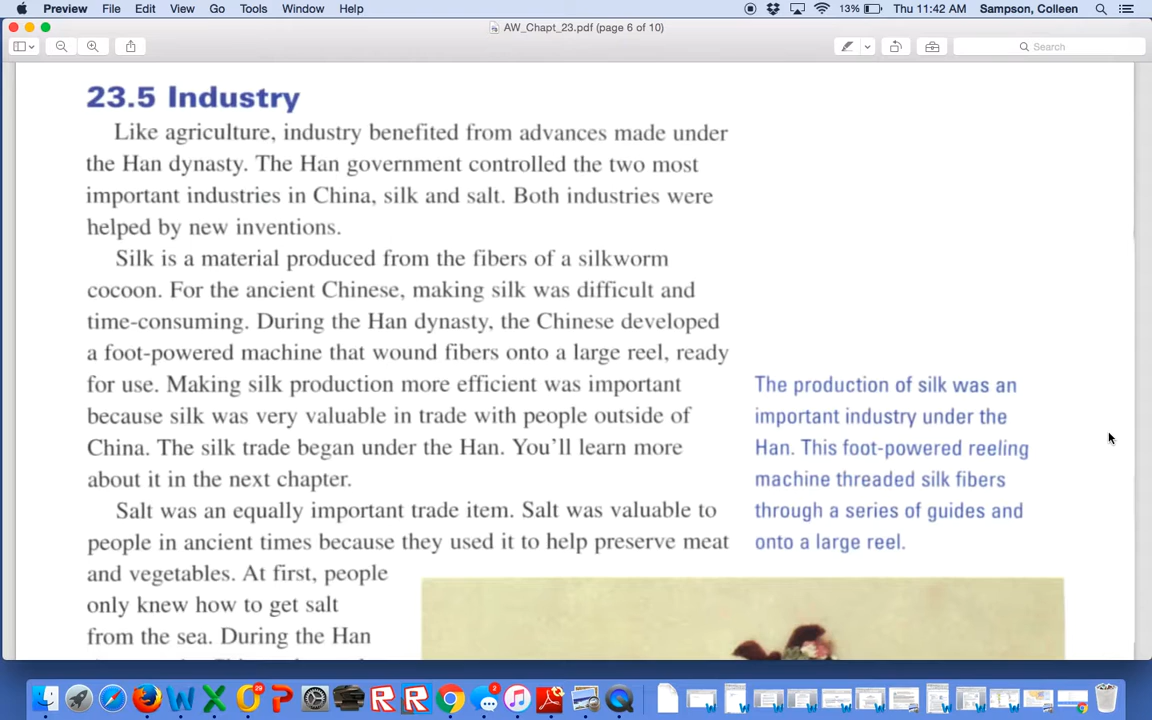 Preview File Edit View Go Tools Window Help 13% Thu 11:42 AM Sampson, Colleen
AW_Chapt_23.pdf (page 6 of 10)
Search
23.5 Industry
Like agriculture, industry benefited from advances made under
the Han dynasty. The Han government controlled the two most
important industries in China, silk and salt. Both industries were
helped by new inventions.
Silk is a material produced from the fibers of a silkworm
cocoon. For the ancient Chinese, making silk was difficult and
time-consuming. During the Han dynasty, the Chinese developed
a foot-powered machine that wound fibers onto a large reel, ready
for use. Making silk production more efficient was important
because silk was very valuable in trade with people outside of
China. The silk trade began under the Han. You'll learn more
about it in the next chapter.
Salt was an equally important trade item. Salt was valuable to
people in ancient times because they used it to help preserve meat
and vegetables. At first, people
only knew how to get salt
from the sea. During the Han
The production of silk was an
important industry under the
Han. This foot-powered reeling
machine threaded silk fibers
through a series of guides and
onto a large reel.
29
2